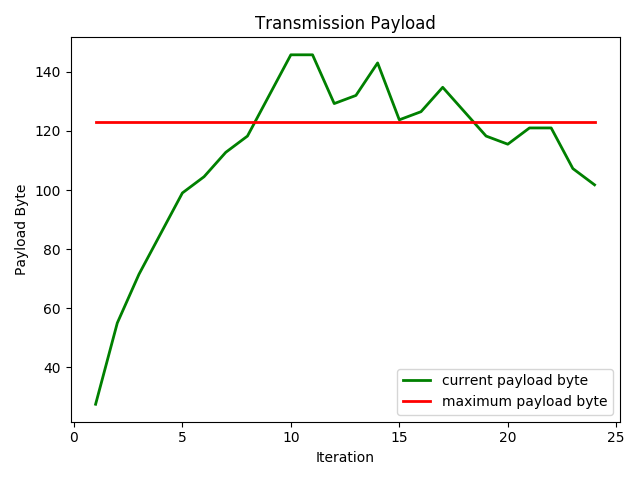 Transmission Payload
Payload Byte
140
120
100
80
60
40
0
5
10
15
20
25
Iteration
current payload byte
maximum payload byte